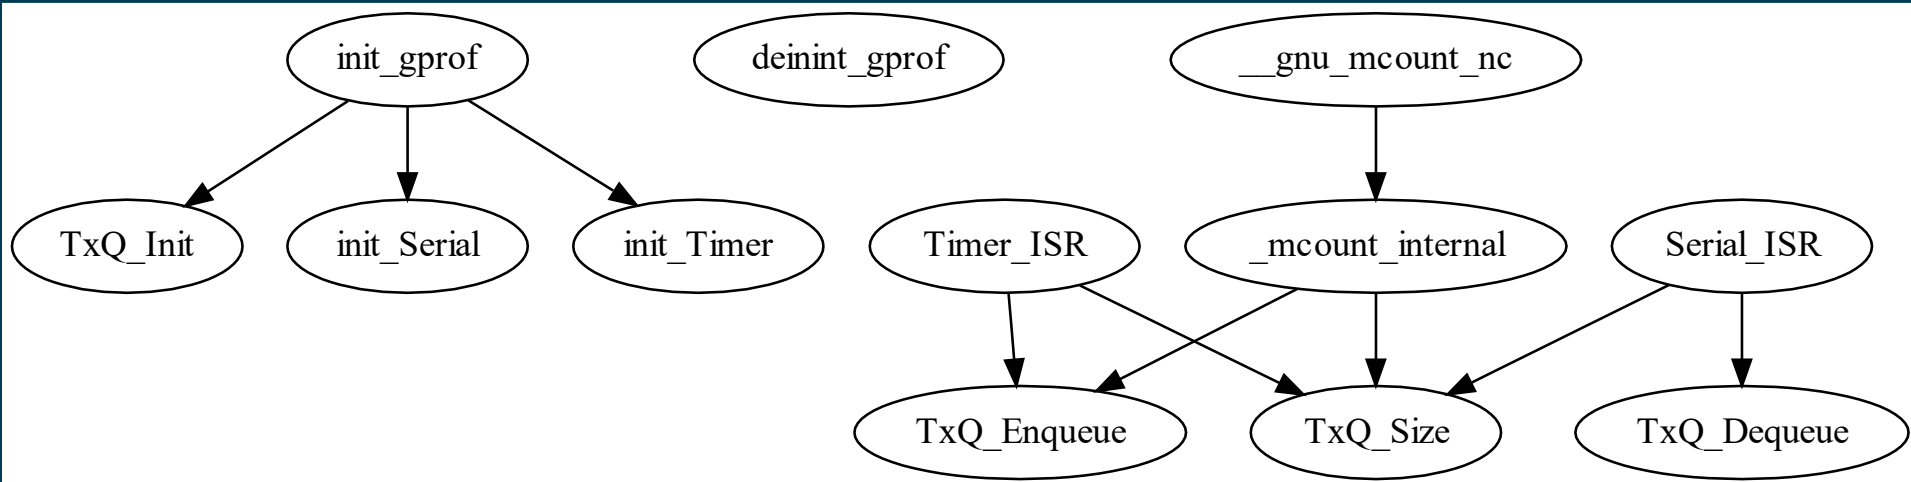 init_gprof
deinint_gprof
__gnu_mcount_nc
TxQ_Init
init_Serial
init_Timer
Timer_ISR
_mcount_internal
Serial_ISR
TxQ_Enqueue
TxQ_Size
TxQ_Dequeue